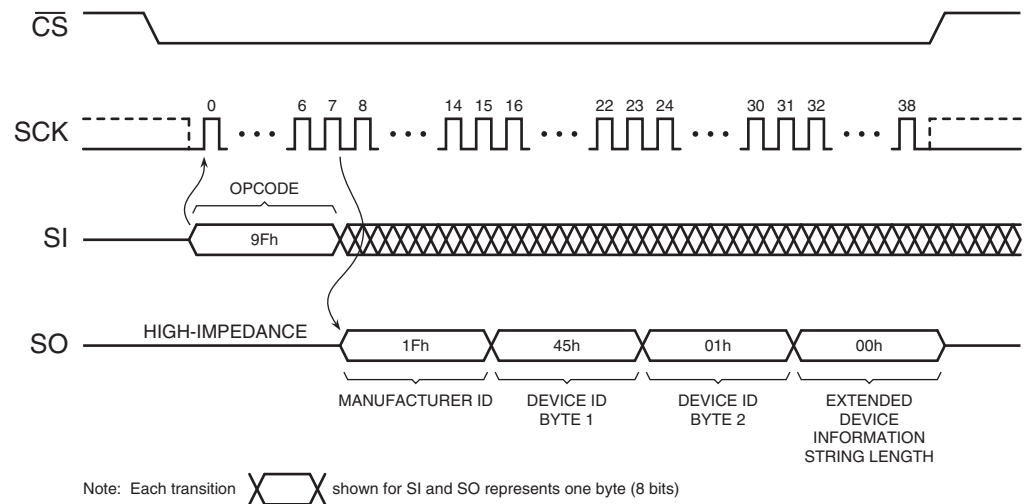 CS
0 6 7 8 14 15 16 22 23 24 30 31 32 38
SCK
OPCODE
SI
9Fh
HIGH-IMPEDANCE
SO
1Fh 45h 01h 00h
MANUFACTURER ID
DEVICE ID
BYTE 1
DEVICE ID
BYTE 2
EXTENDED
DEVICE
INFORMATION
STRING LENGTH
Note: Each transition shown for SI and SO represents one byte (8 bits)